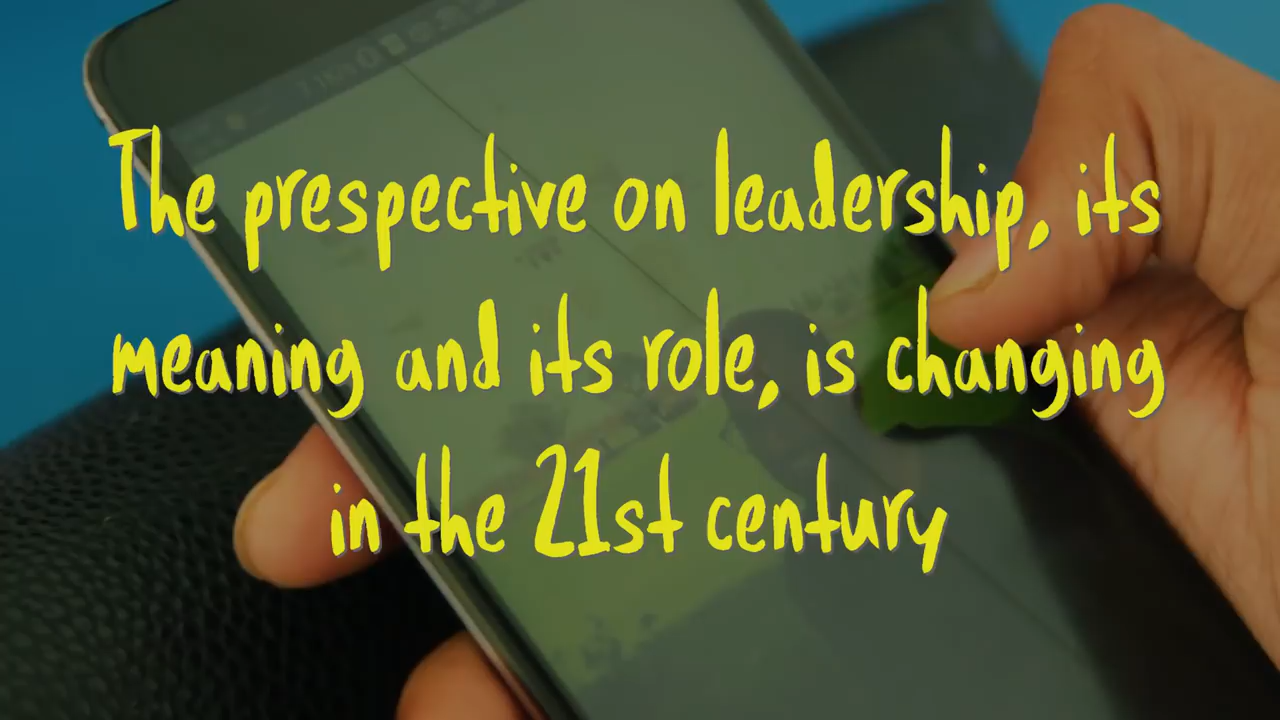 The prespective on leadership, its
meaning and its role, is changing
in the 21st century